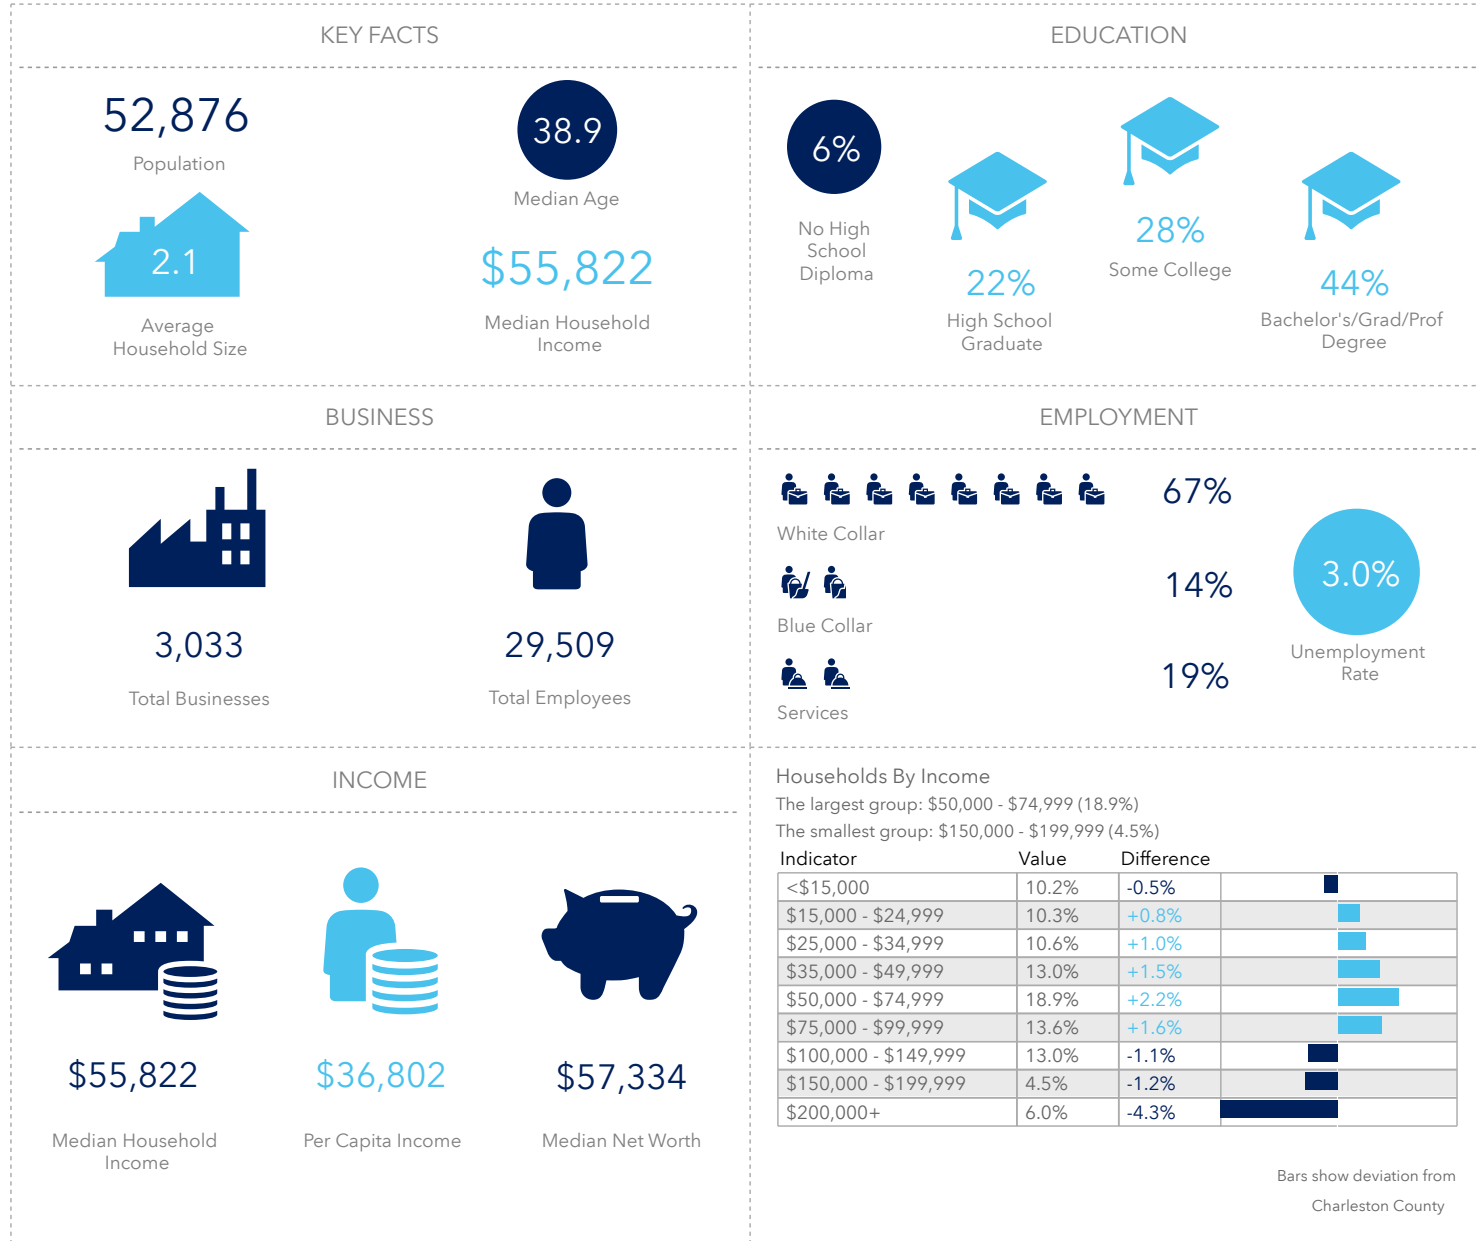 KEY FACTS
52,876
Population
38.9
Median Age
2.1
Average
Household Size
$55,822
Median Household
Income
EDUCATION
6%
No High
School
Diploma
22%
High School
Graduate
28%
Some College
44%
Bachelor's/Grad/Prof
Degree
BUSINESS
3,033
Total Businesses
29,509
Total Employees
EMPLOYMENT
67%
White Collar
14%
Blue Collar
19%
Services
3.0%
Unemployment
Rate
INCOME
$55,822
Median Household
Income
$36,802
Per Capita Income
$57,334
Median Net Worth
Households By Income
The largest group: $50,000 - $74,999 (18.9%)
The smallest group: $150,000 - $199,999 (4.5%)
Indicator Value Difference
<$15,000 10.2% -0.5%
$15,000 - $24,999 10.3% +0.8%
$25,000 - $34,999 10.6% +1.0%
$35,000 - $49,999 13.0% +1.5%
$50,000 - $74,999 18.9% +2.2%
$75,000 - $99,999 13.6% +1.6%
$100,000 - $149,999 13.0% -1.1%
$150,000 - $199,999 4.5% -1.2%
$200,000+ 6.0% -4.3%
Bars show deviation from
Charleston County